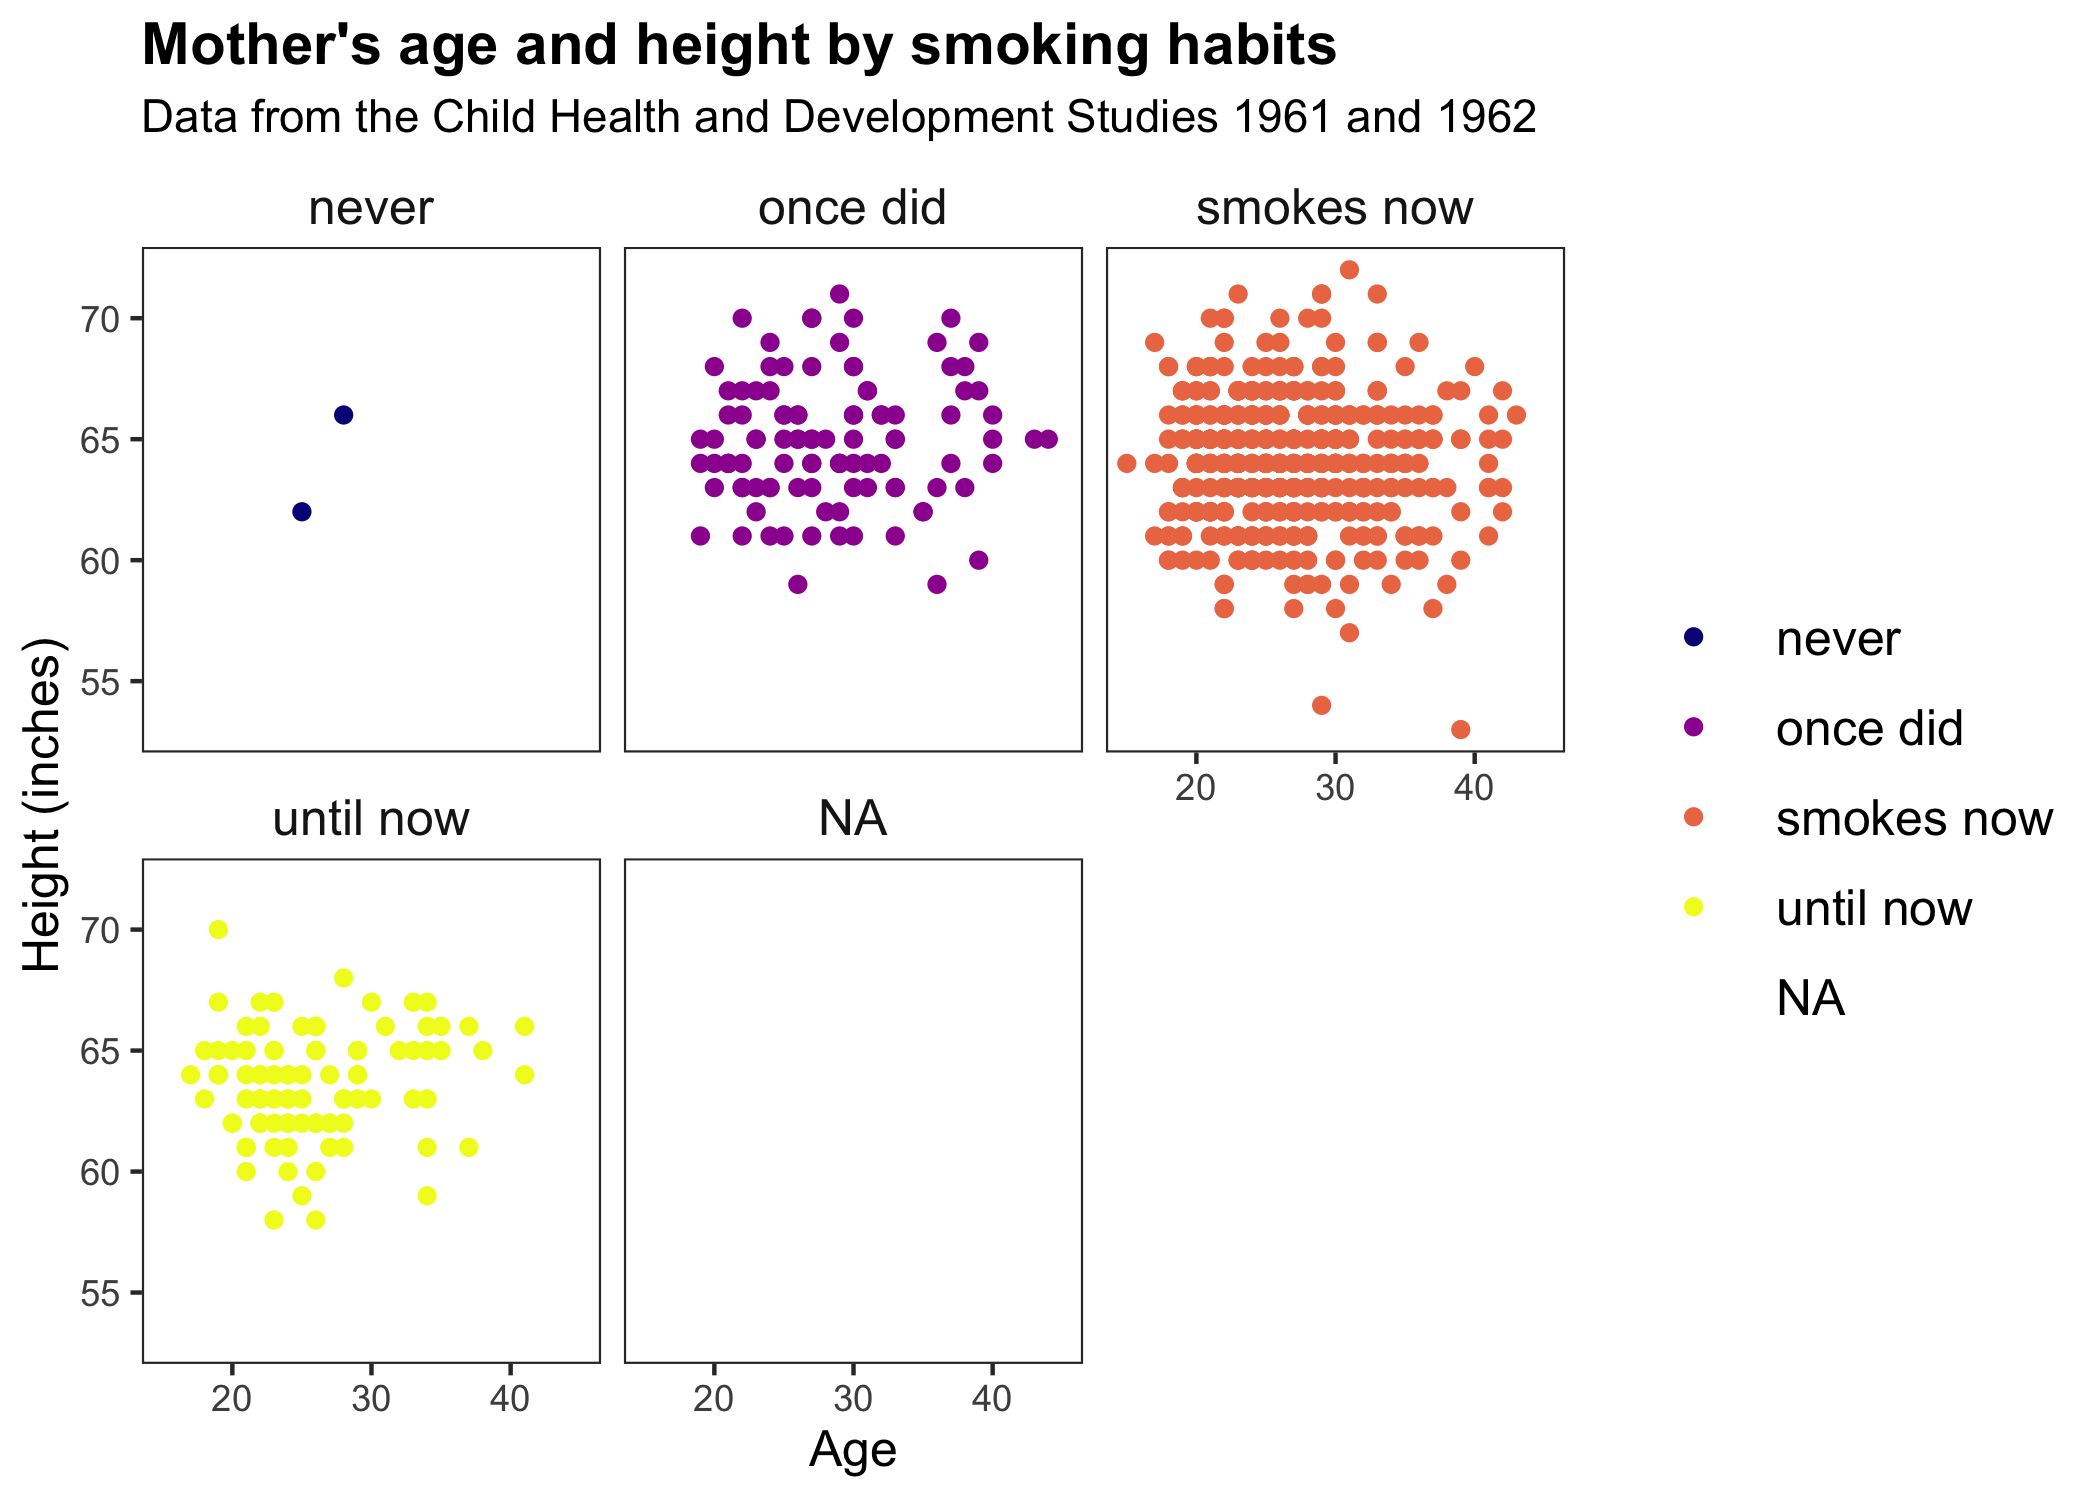 Mother's age and height by smoking habits
Data from the Child Health and Development Studies 1961 and 1962
never
once did
smokes now
70
65
60
55
20 30 40
until now
NA
70
65
60
55
20 30 40
20 30 40
Height (inches)
Age
never
once did
smokes now
until now
NA